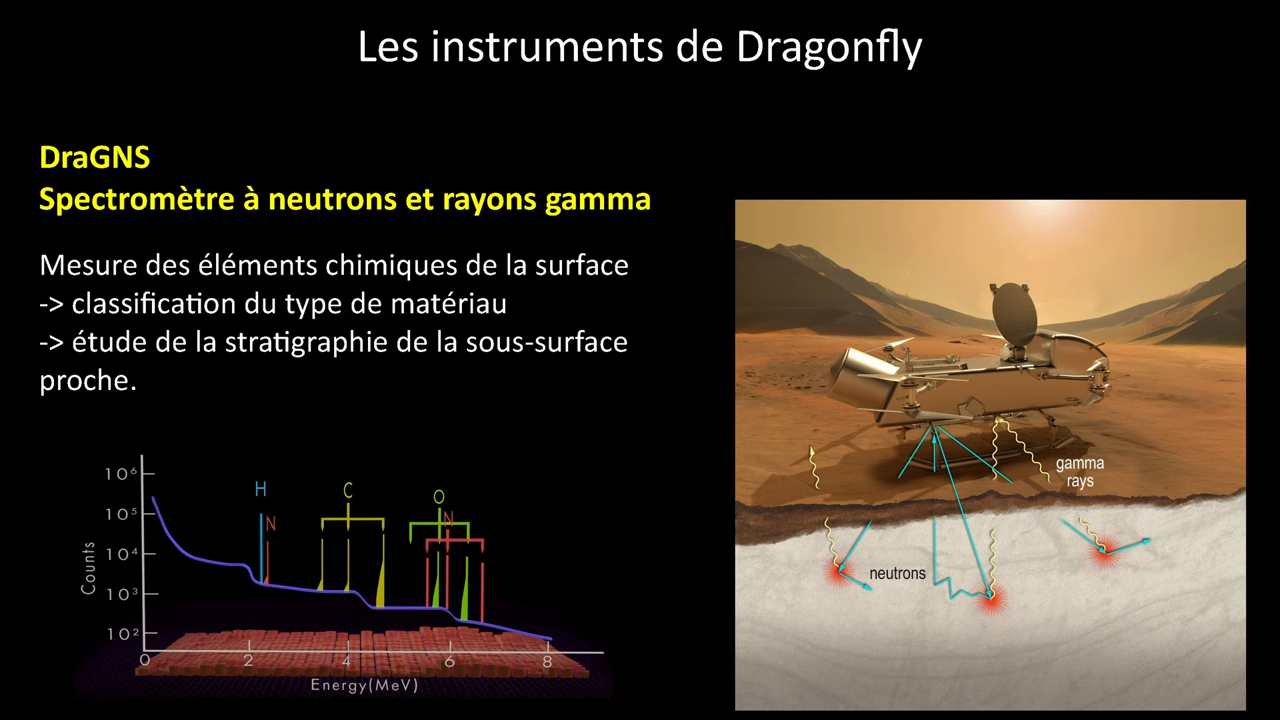 Les instruments de Dragonfly
DraGNS
Spectromètre à neutrons et rayons gamma
Mesure des éléments chimiques de la surface
-> classification du type de matériau
-> étude de la stratigraphie de la sous-surface
proche.
10⁶
10⁵
10⁴
10³
10²
Counts
H
N
C
O
N
0 2 4 6 8
Energy(MeV)
gamma
rays
neutrons